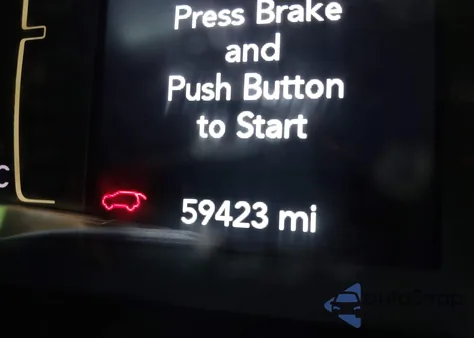 Press Brake
and
Push Button
to Start
C
59423 mi